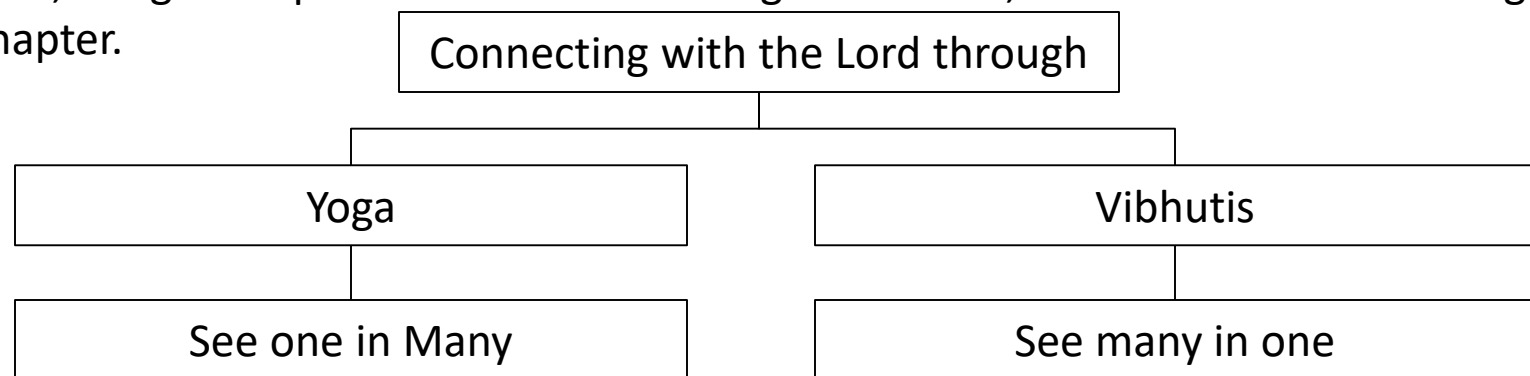 hapter.
Connecting with the Lord through
Yoga
Vibhutis
See one in Many
See many in one